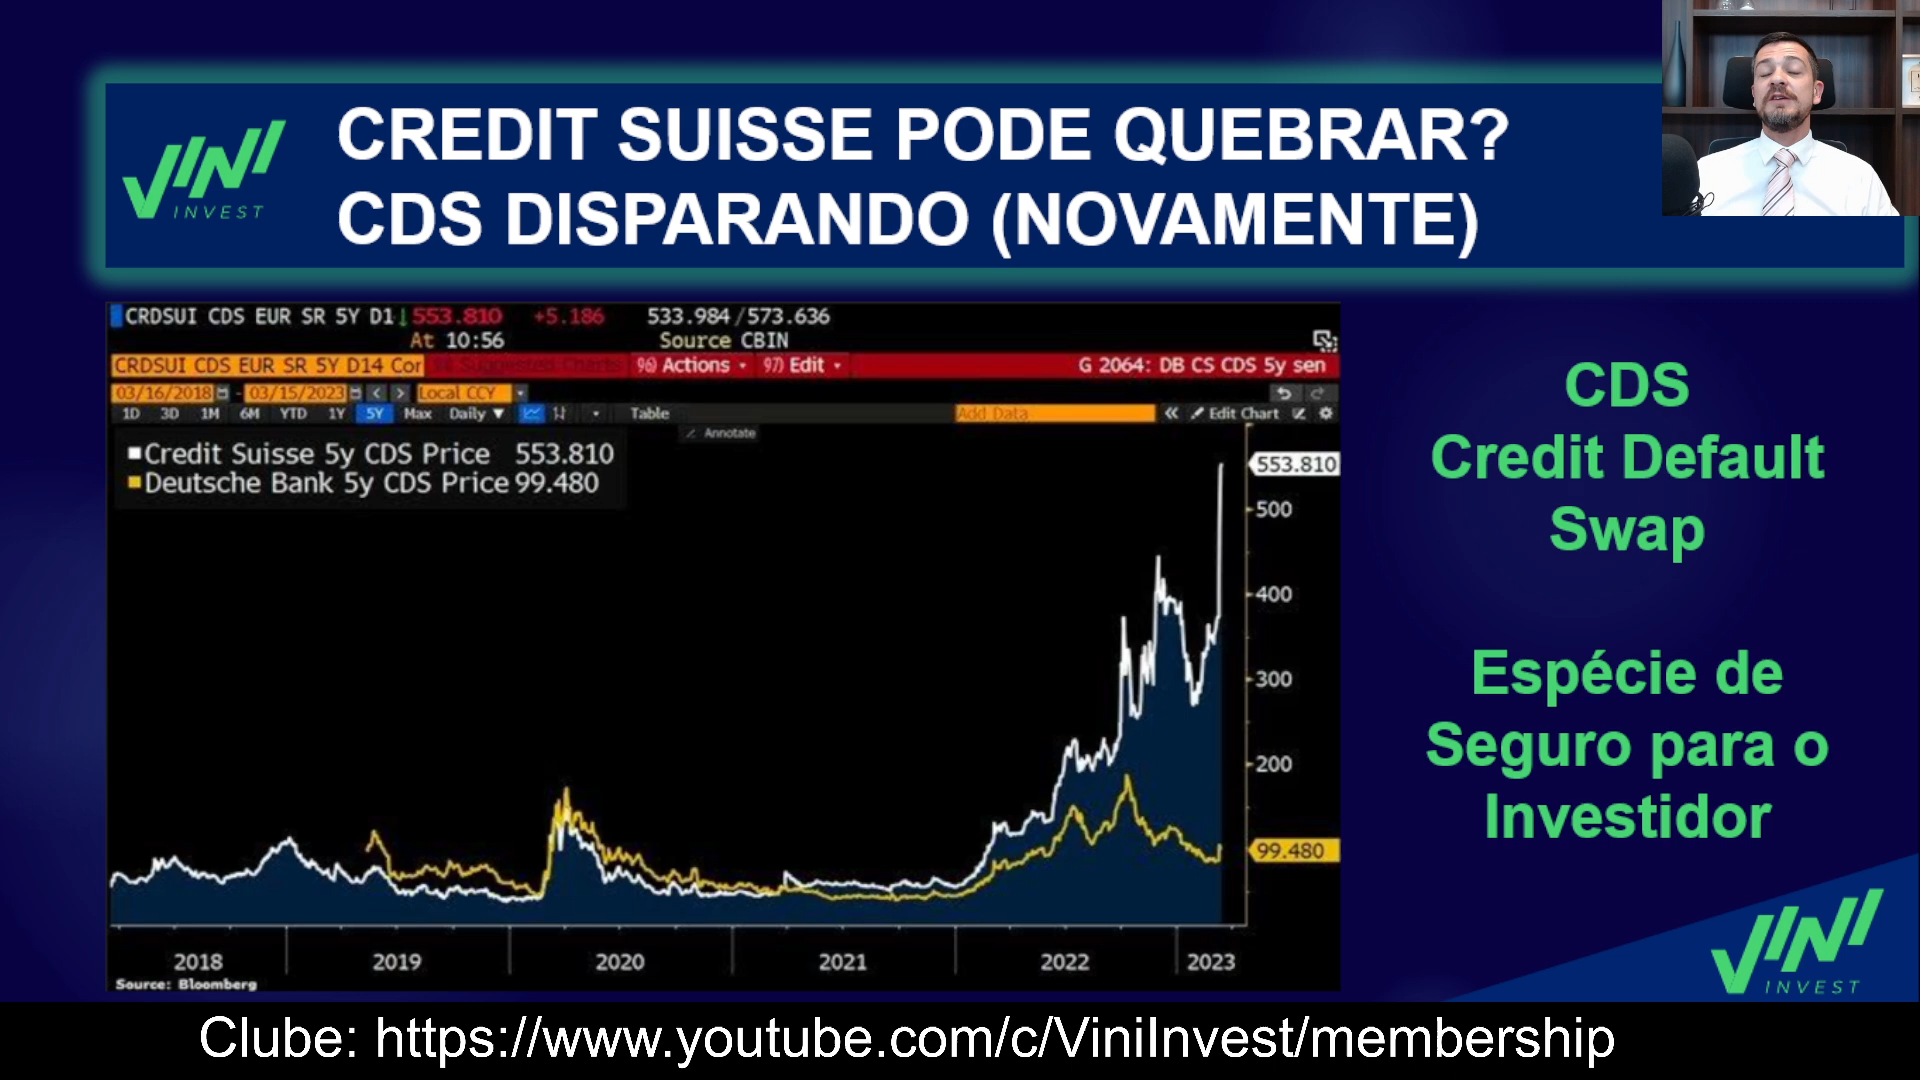 VINI
INVEST
CREDIT SUISSE PODE QUEBRAR?
CDS DISPARANDO (NOVAMENTE)
CRDSUI CDS EUR SR 5Y D1↓553.810 +5.186 533.984/573.636
At 10:56 Source CBIN
CRDSUI CDS EUR SR 5Y D14 Cor 96) Actions 97) Edit G 2064: DB CS CDS 5y sen
03/16/2018 - 03/15/2023 < > Local CCY
1D 3D 1M 6M YTD 1Y 5Y Max Daily ▼ Table Add Data « Edit Chart
Annotate
Credit Suisse 5y CDS Price 553.810
Deutsche Bank 5y CDS Price 99.480
553.810
500
400
300
200
99.480
2018 2019 2020 2021 2022 2023
Source: Bloomberg
CDS
Credit Default
Swap
Espécie de
Seguro para o
Investidor
VINI
INVEST
Clube: https://www.youtube.com/c/ViniInvest/membership